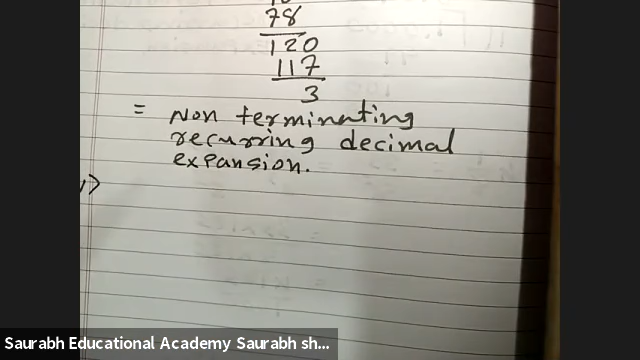 78
120
117
3
= Non terminating
recurring decimal
expansion.
Saurabh Educational Academy Saurabh sh...